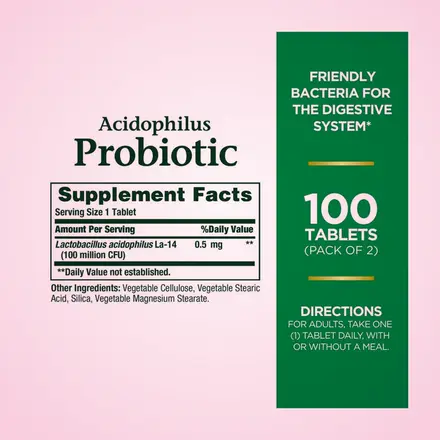 Acidophilus
Probiotic
Supplement Facts
Serving Size 1 Tablet
Amount Per Serving %Daily Value
Lactobacillus acidophilus La-14 0.5 mg **
(100 million CFU)
**Daily Value not established.
Other Ingredients: Vegetable Cellulose, Vegetable Stearic
Acid, Silica, Vegetable Magnesium Stearate.
FRIENDLY
BACTERIA FOR
THE DIGESTIVE
SYSTEM*
100
TABLETS
(PACK OF 2)
DIRECTIONS
FOR ADULTS, TAKE ONE
(1) TABLET DAILY, WITH
OR WITHOUT A MEAL.